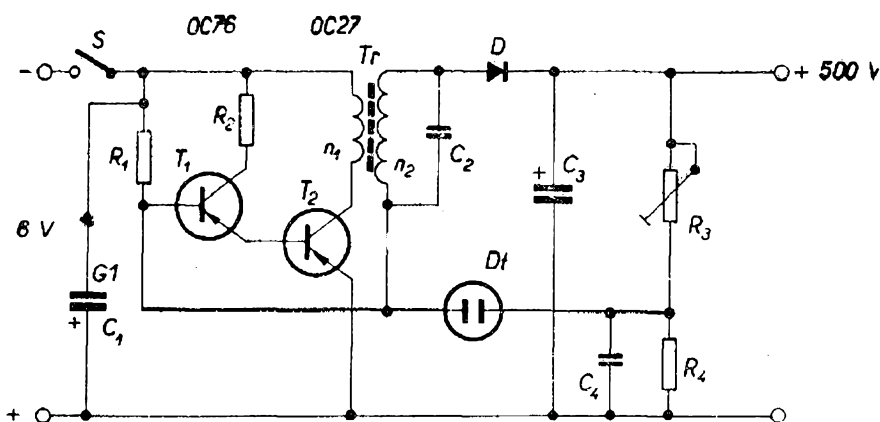 OC76 OC27
S
Tr
D
-
+ 500 V
R2
R1
T1
n1
n2
C2
C3
+
T2
R3
6 V
G1
Dt
+
C1
C4
R4
+